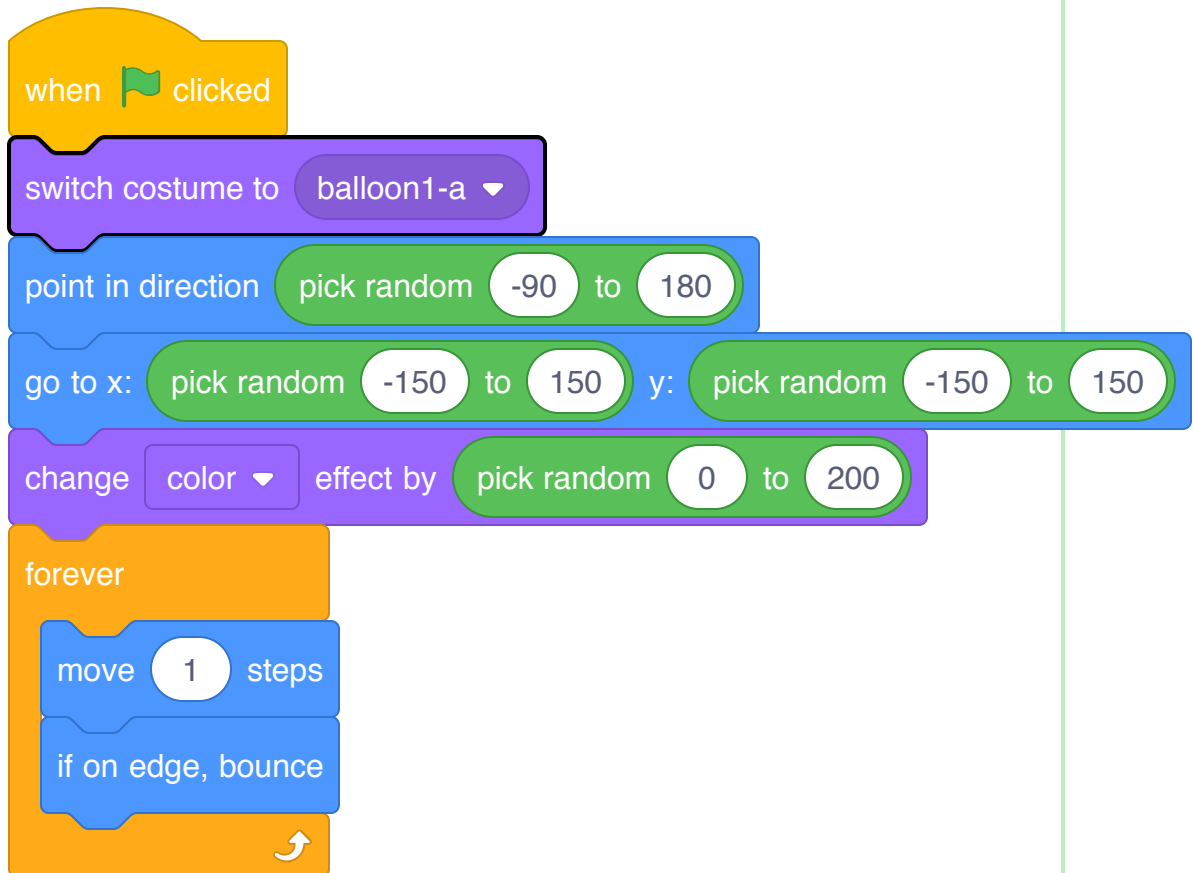 when clicked
switch costume to balloon1-a
point in direction pick random -90 to 180
go to x: pick random -150 to 150 y: pick random -150 to 150
change color effect by pick random 0 to 200
forever
move 1 steps
if on edge, bounce